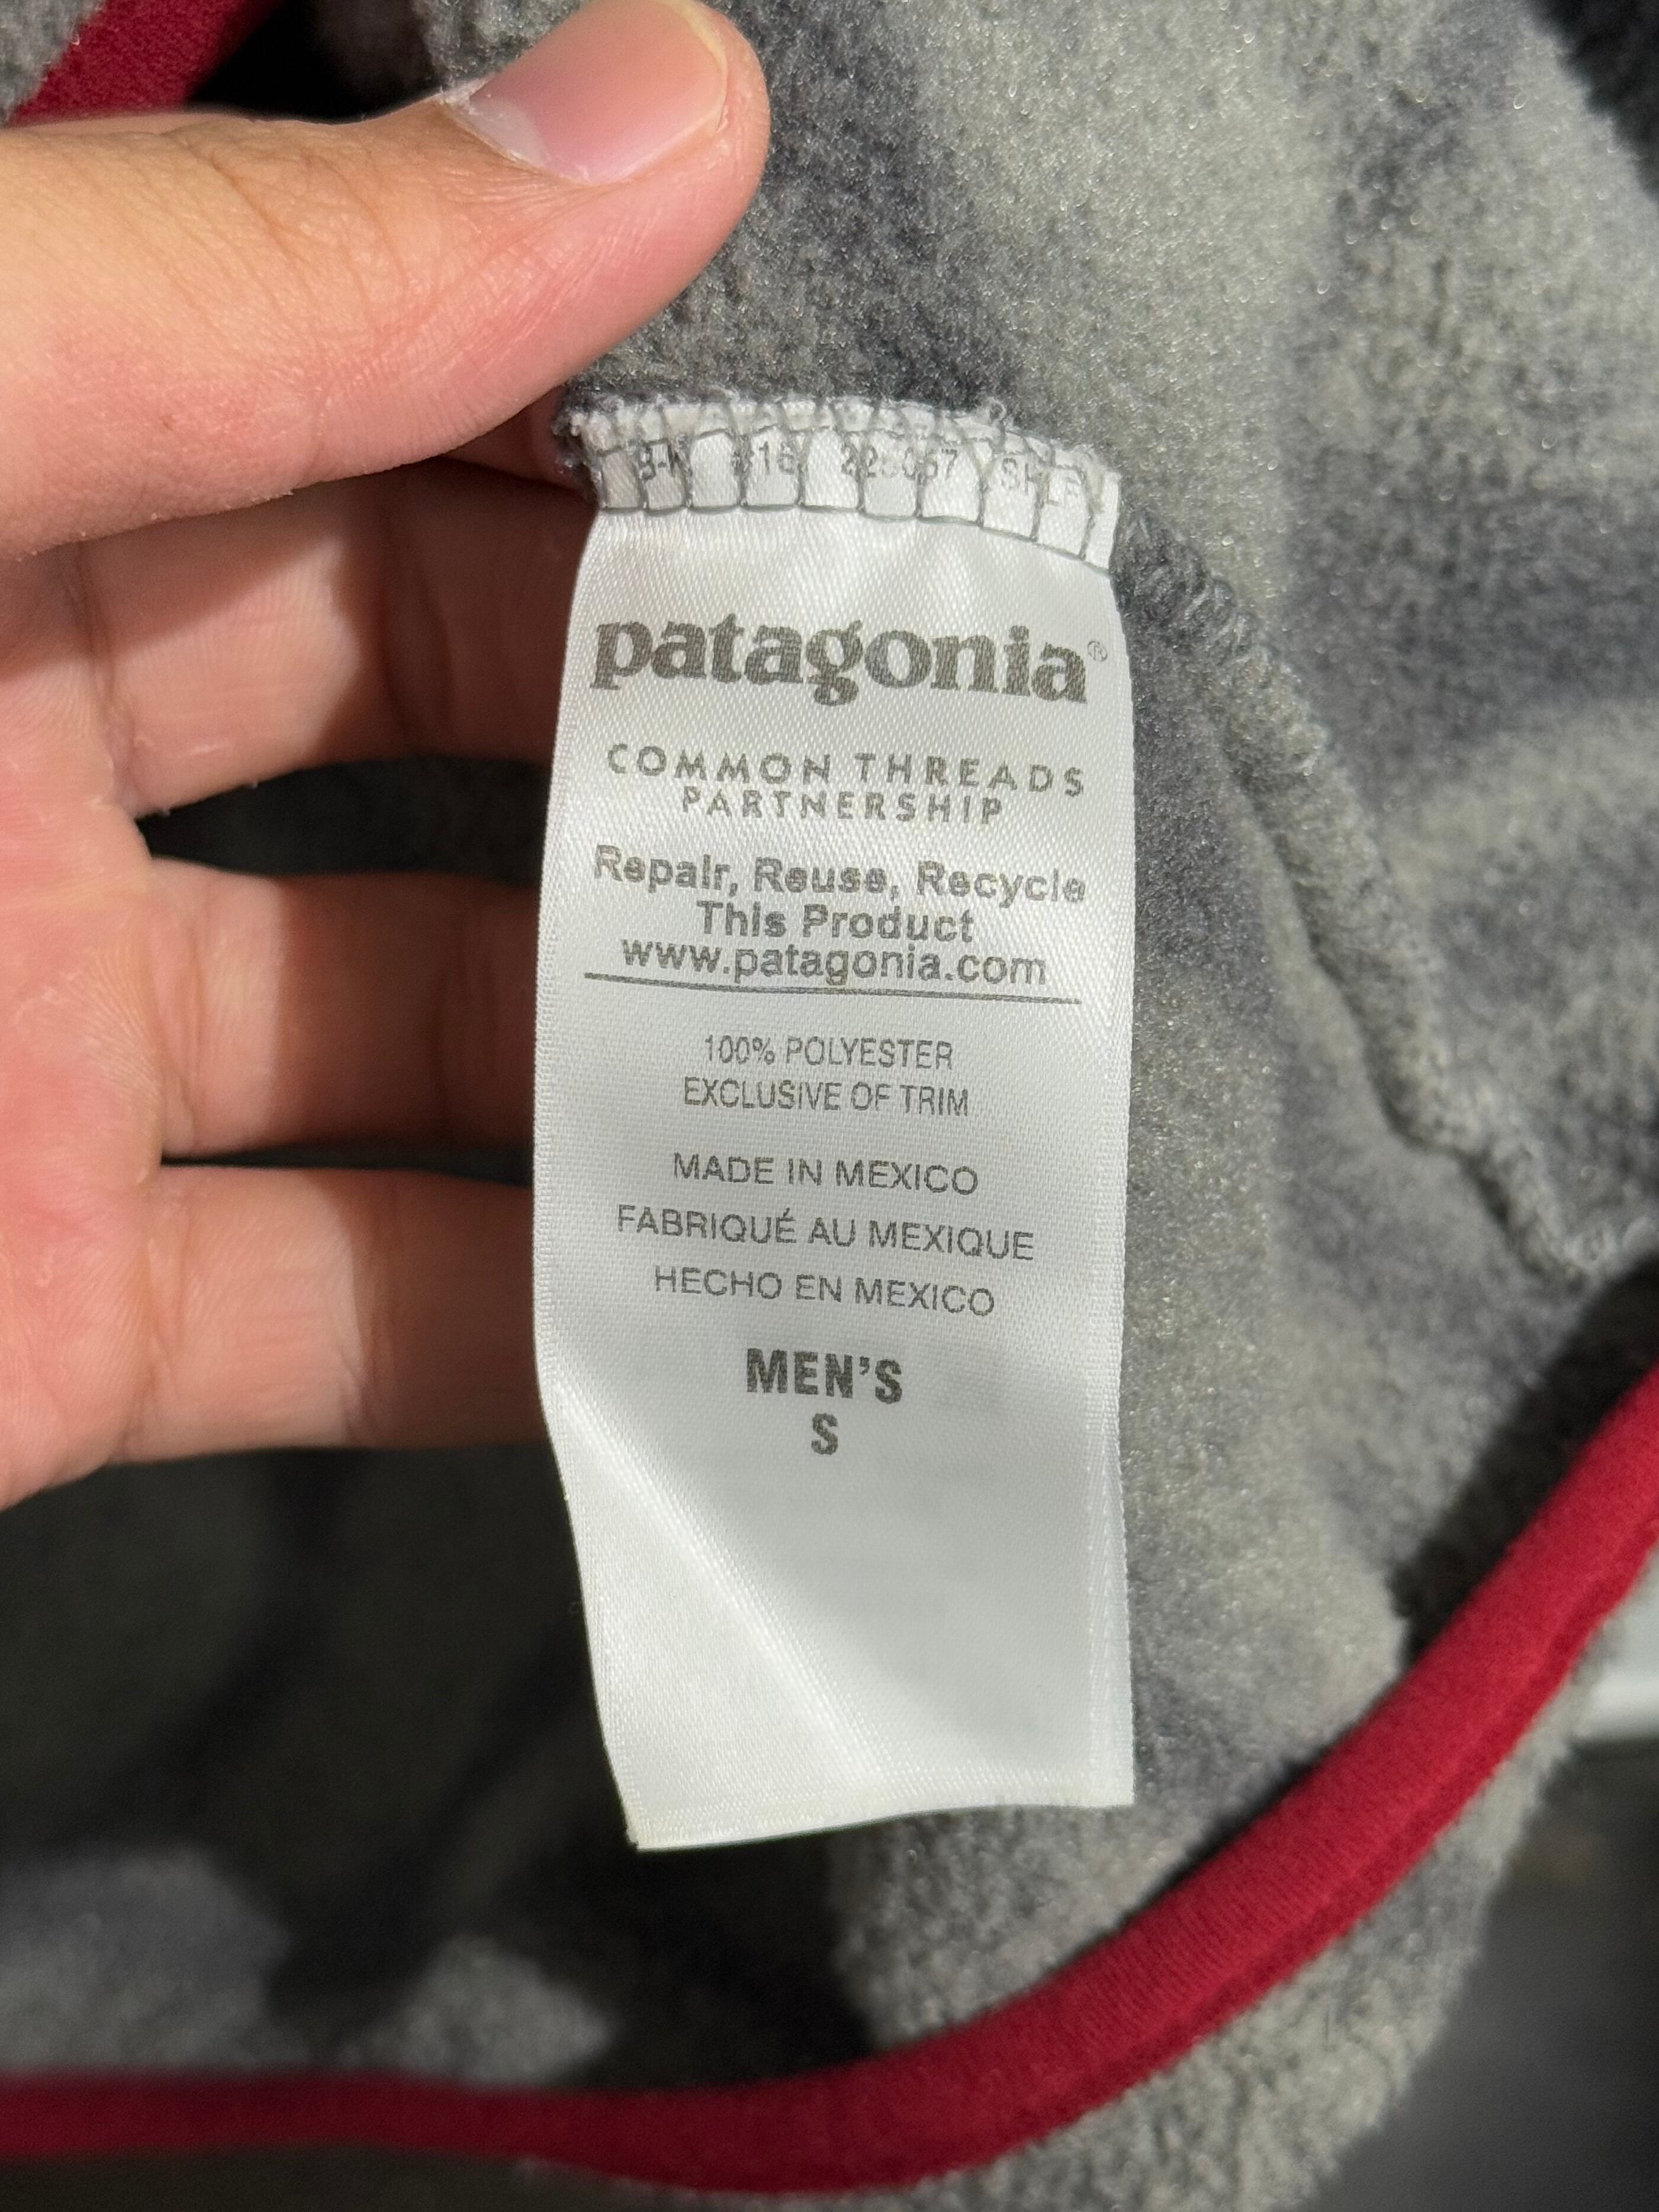 patagonia®
COMMON THREADS
PARTNERSHIP
Repair, Reuse, Recycle
This Product
www.patagonia.com
100% POLYESTER
EXCLUSIVE OF TRIM
MADE IN MEXICO
FABRIQUÉ AU MEXIQUE
HECHO EN MEXICO
MEN'S
S